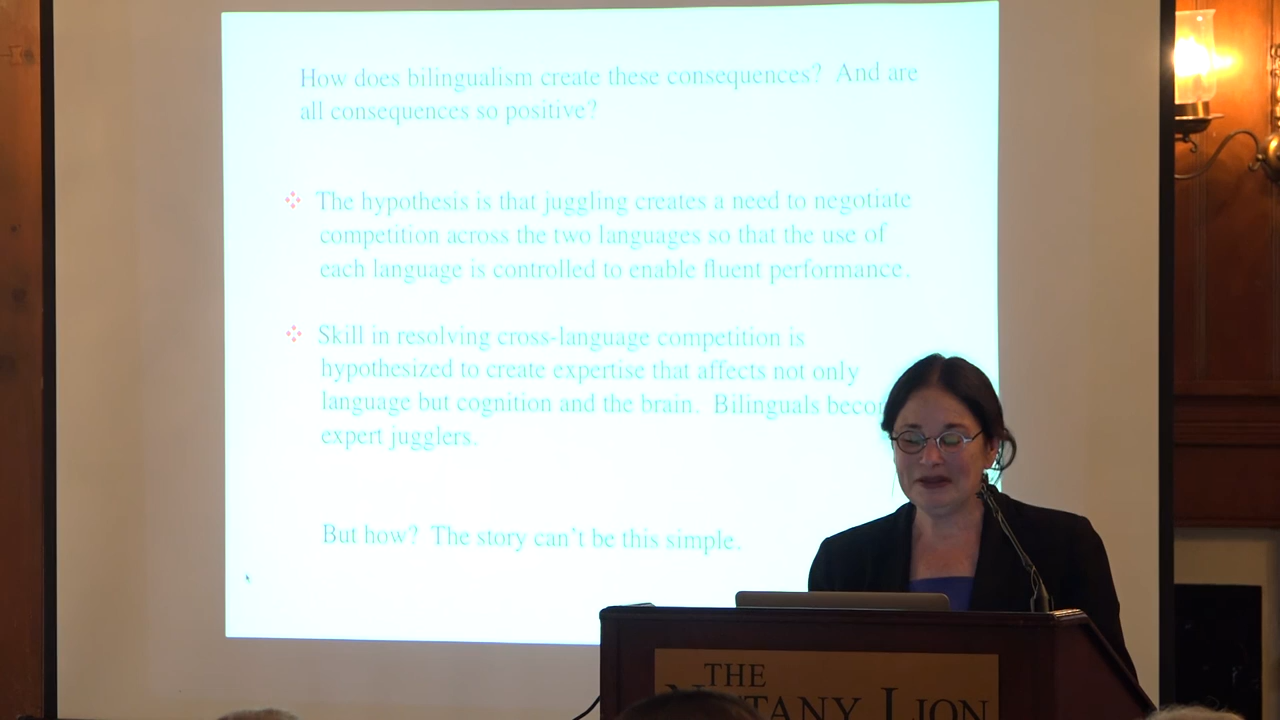 How does bilingualism create these consequences? And are
all consequences so positive?
The hypothesis is that juggling creates a need to negotiate
competition across the two languages so that the use of
each language is controlled to enable fluent performance.
Skill in resolving cross-language competition is
hypothesized to create expertise that affects not only
language but cognition and the brain. Bilinguals
expert jugglers.
But how? The story can't be this simple.
THE
LION